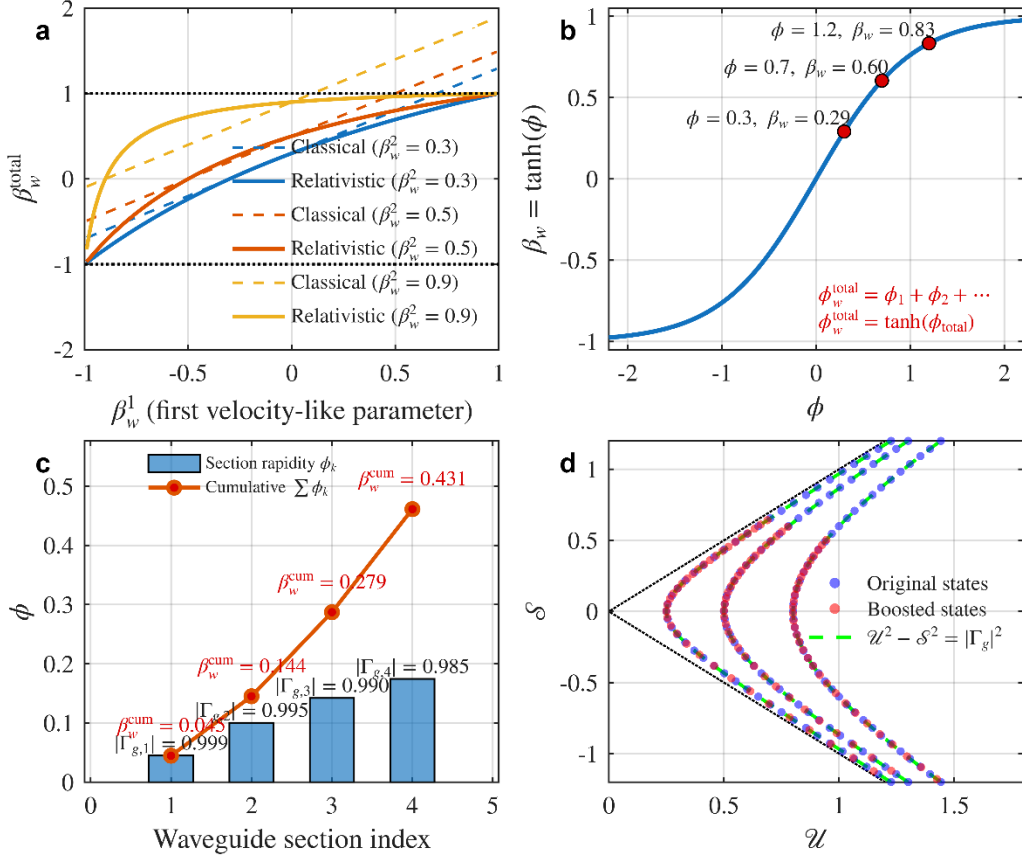 a
2
1
0
-1
-2
β_w^total
Classical (β_w^2 = 0.3)
Relativistic (β_w^2 = 0.3)
Classical (β_w^2 = 0.5)
Relativistic (β_w^2 = 0.5)
Classical (β_w^2 = 0.9)
Relativistic (β_w^2 = 0.9)
-1 -0.5 0 0.5 1
β_w^1 (first velocity-like parameter)
b
1
0.5
0
-0.5
-1
β_w = tanh(ϕ)
ϕ = 1.2, β_w = 0.83
ϕ = 0.7, β_w = 0.60
ϕ = 0.3, β_w = 0.29
ϕ_w^total = ϕ_1 + ϕ_2 + ⋯
ϕ_w^total = tanh(ϕ_total)
-2 -1 0 1 2
ϕ
c
Section rapidity ϕ_k
Cumulative ∑ ϕ_k
0.5
0.4
0.3
0.2
0.1
0
ϕ
β_w^cum = 0.431
β_w^cum = 0.279
β_w^cum = 0.144
β_w^cum = 0.045
|Γ_g,4| = 0.985
|Γ_g,3| = 0.990
|Γ_g,2| = 0.995
|Γ_g,1| = 0.999
0 1 2 3 4 5
Waveguide section index
d
1
0.5
0
-0.5
-1
𝒮
Original states
Boosted states
𝒰^2 − 𝒮^2 = |Γ_g|^2
0 0.5 1 1.5
𝒰